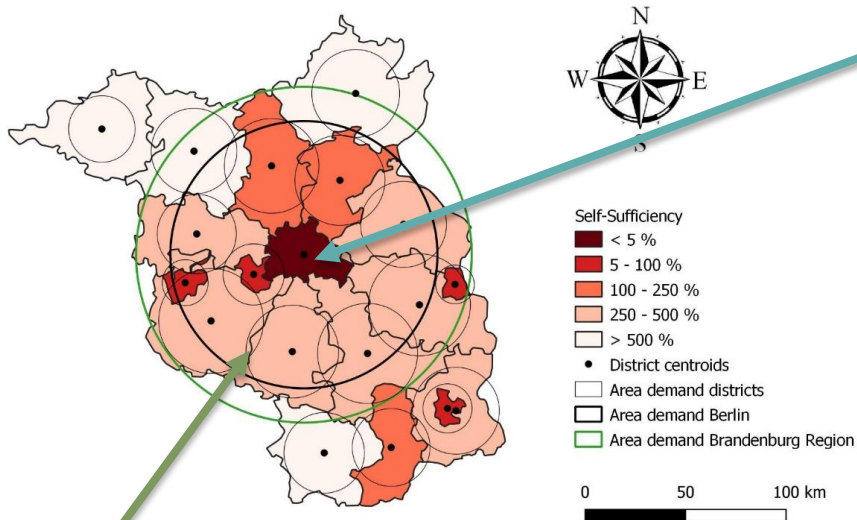 N
W
E
S
Self-Sufficiency
< 5 %
5 - 100 %
100 - 250 %
250 - 500 %
> 500 %
District centroids
Area demand districts
Area demand Berlin
Area demand Brandenburg Region
0 50 100 km